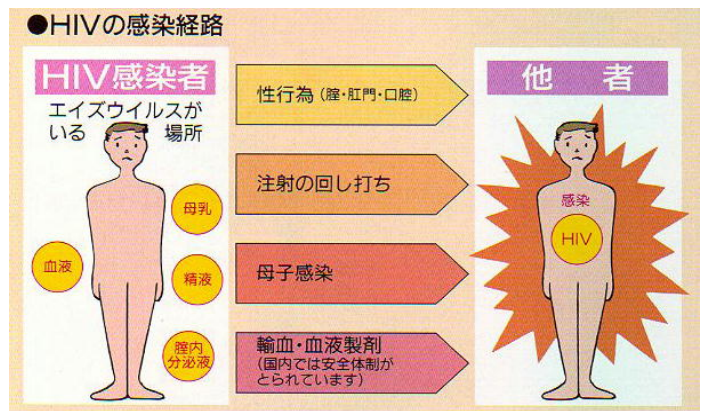 ●HIVの感染経路
HIV感染者
エイズウイルスが
いる 場所
母乳
血液
精液
膣内
分泌液
性行為（膣・肛門・口腔）
注射の回し打ち
母子感染
輸血・血液製剤
（国内では安全体制が
とられています）
他 者
感染
HIV